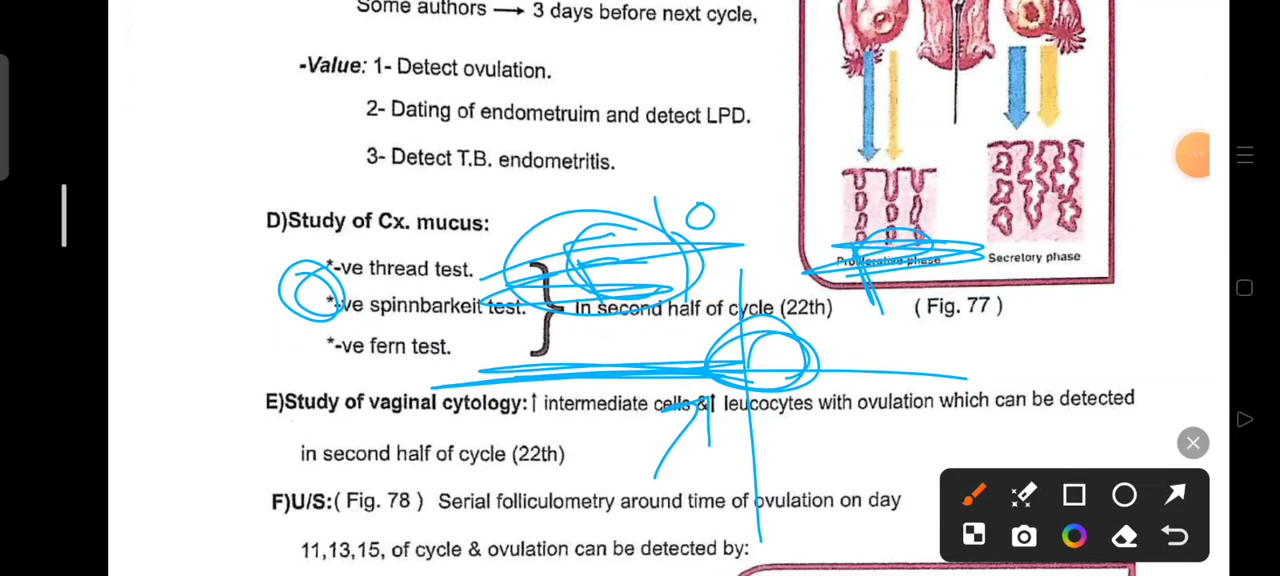 Some authors → 3 days before next cycle,
-Value: 1- Detect ovulation.
2- Dating of endometruim and detect LPD.
3- Detect T.B. endometritis.
D)Study of Cx. mucus:
*-ve thread test.
*-ve spinnbarkeit test.
In second half of cycle (22th)
*-ve fern test.
Proliferative phase
Secretory phase
( Fig. 77 )
E)Study of vaginal cytology:↑ intermediate cells &↑ leucocytes with ovulation which can be detected
in second half of cycle (22th)
F)U/S:( Fig. 78 ) Serial folliculometry around time of ovulation on day
11,13,15, of cycle & ovulation can be detected by: